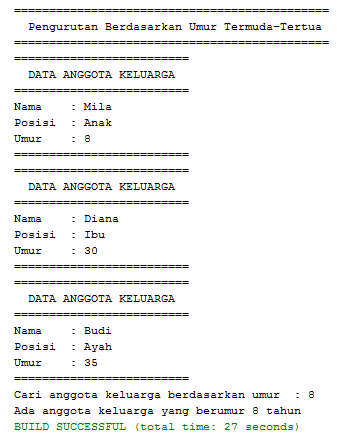 =============================================
  Pengurutan Berdasarkan Umur Termuda-Tertua
=============================================
=========================
  DATA ANGGOTA KELUARGA
=========================
Nama    : Mila
Posisi  : Anak
Umur    : 8
=========================
=========================
  DATA ANGGOTA KELUARGA
=========================
Nama    : Diana
Posisi  : Ibu
Umur    : 30
=========================
=========================
  DATA ANGGOTA KELUARGA
=========================
Nama    : Budi
Posisi  : Ayah
Umur    : 35
=========================
Cari anggota keluarga berdasarkan umur  : 8
Ada anggota keluarga yang berumur 8 tahun
BUILD SUCCESSFUL (total time: 27 seconds)